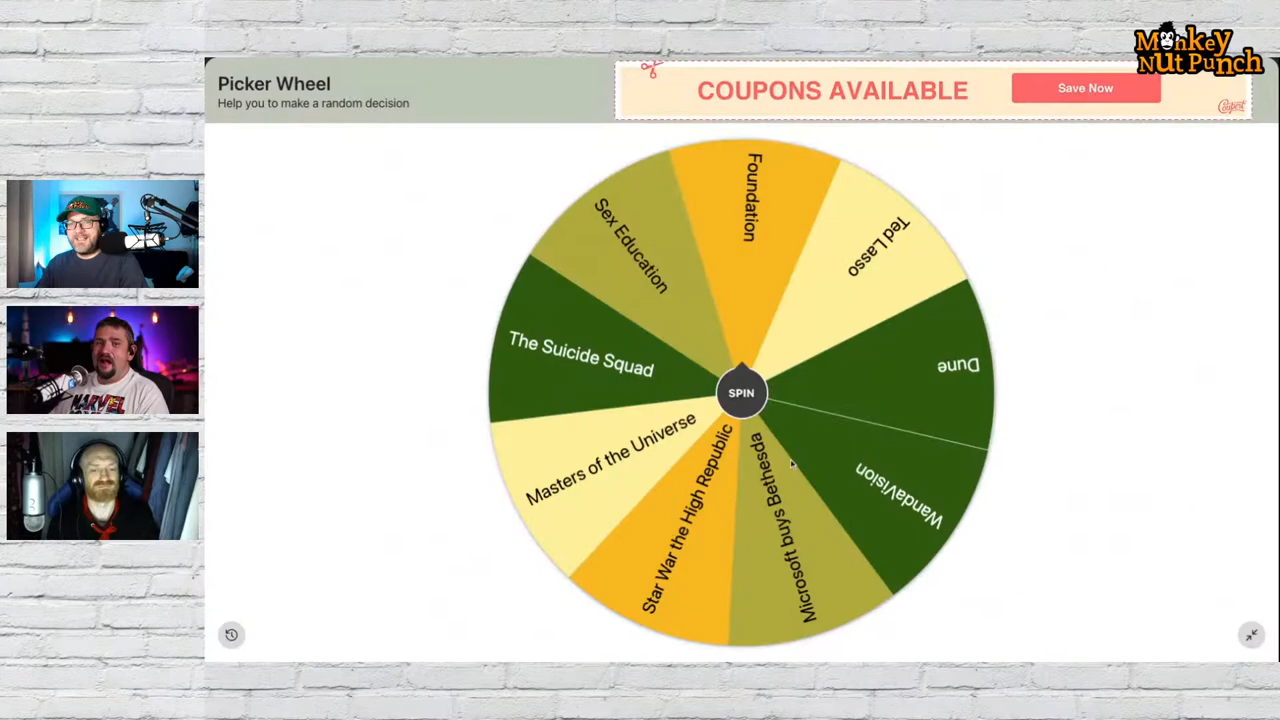 Monkey
Nut Punch
Picker Wheel
Help you to make a random decision
COUPONS AVAILABLE
Save Now
Foundation
Ted Lasso
Sex Education
The Suicide Squad
Dune
SPIN
Masters of the Universe
Star War the High Republic
Microsoft buys Bethesda
WandaVision
MARVEL